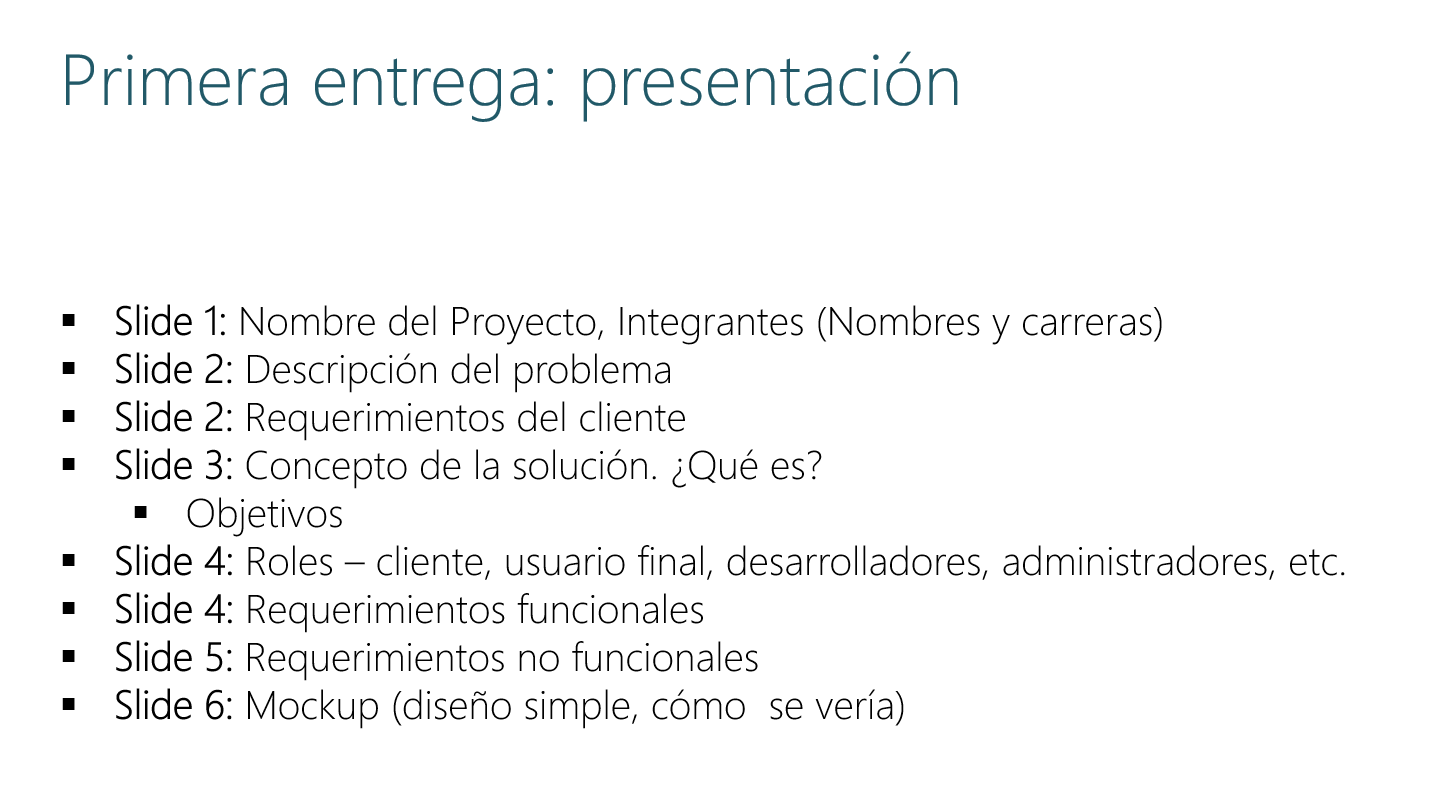 Primera entrega: presentación
▪ Slide 1: Nombre del Proyecto, Integrantes (Nombres y carreras)
▪ Slide 2: Descripción del problema
▪ Slide 2: Requerimientos del cliente
▪ Slide 3: Concepto de la solución. ¿Qué es?
▪ Objetivos
▪ Slide 4: Roles – cliente, usuario final, desarrolladores, administradores, etc.
▪ Slide 4: Requerimientos funcionales
▪ Slide 5: Requerimientos no funcionales
▪ Slide 6: Mockup (diseño simple, cómo  se vería)